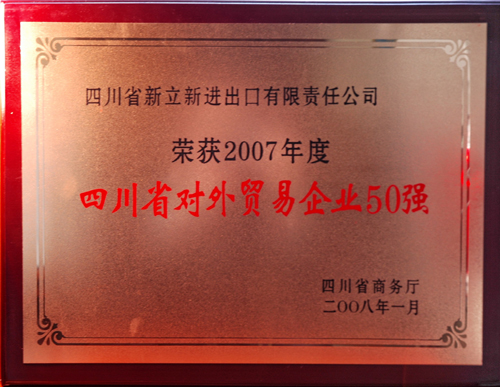 四川省新立新进出口有限责任公司
荣获2007年度
四川省对外贸易企业50强
四川省商务厅
二〇〇八年一月